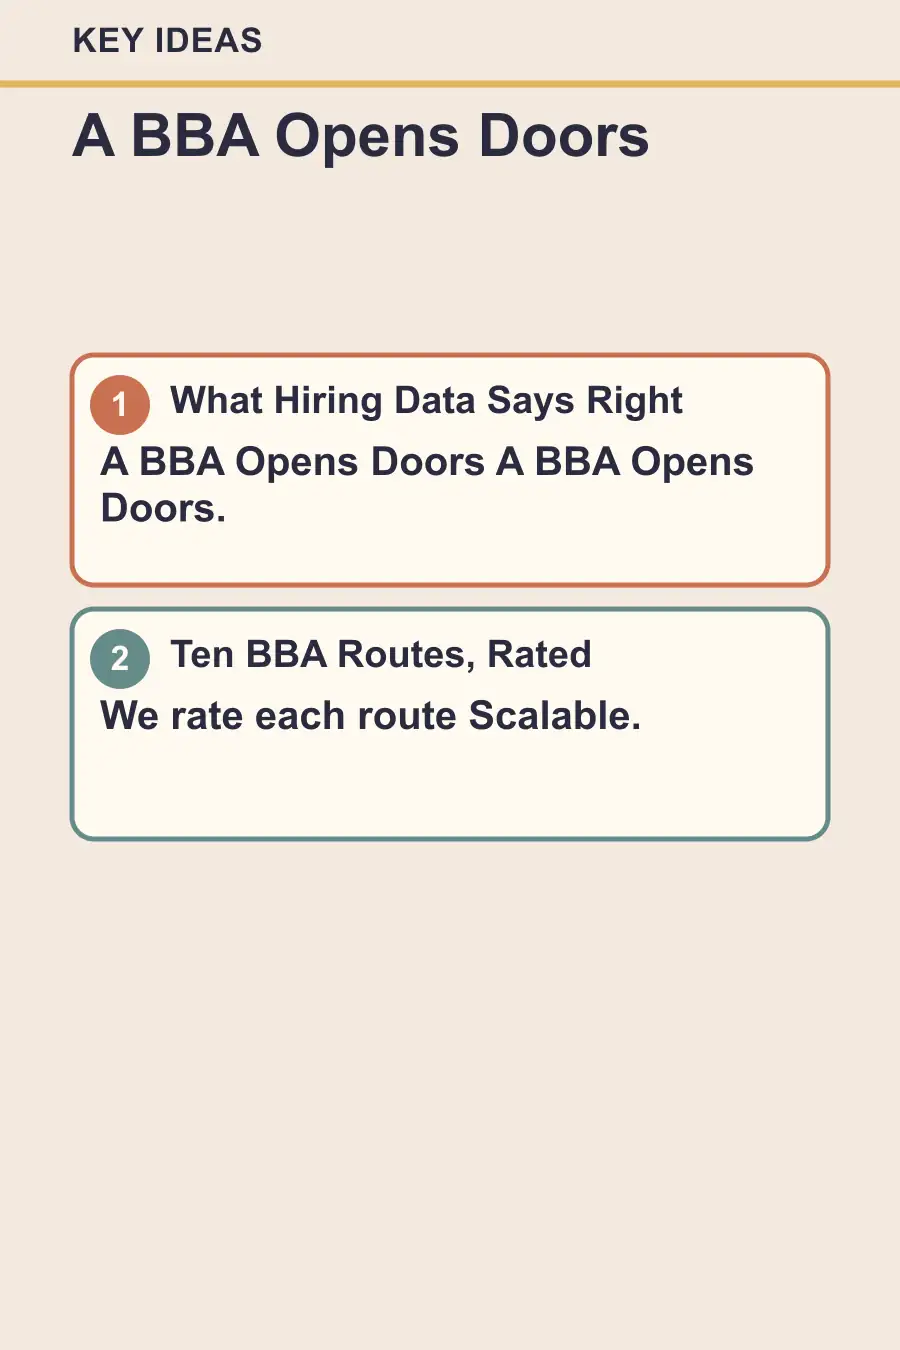 KEY IDEAS
A BBA Opens Doors
1 What Hiring Data Says Right
A BBA Opens Doors A BBA Opens
Doors.
2 Ten BBA Routes, Rated
We rate each route Scalable.